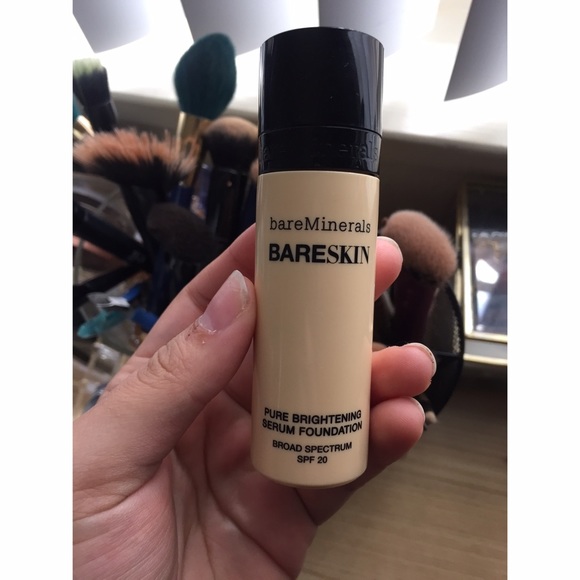 bareMinerals
BARESKIN
PURE BRIGHTENING
SERUM FOUNDATION
BROAD SPECTRUM
SPF 20